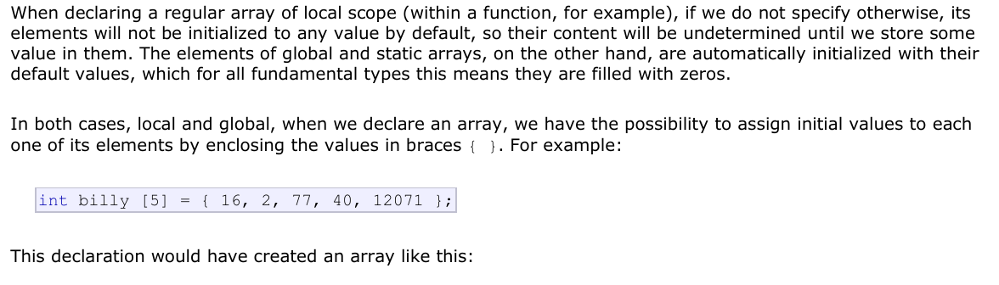 When declaring a regular array of local scope (within a function, for example), if we do not specify otherwise, its
elements will not be initialized to any value by default, so their content will be undetermined until we store some
value in them. The elements of global and static arrays, on the other hand, are automatically initialized with their
default values, which for all fundamental types this means they are filled with zeros.
In both cases, local and global, when we declare an array, we have the possibility to assign initial values to each
one of its elements by enclosing the values in braces { }. For example:
int billy [5] = { 16, 2, 77, 40, 12071 };
This declaration would have created an array like this: